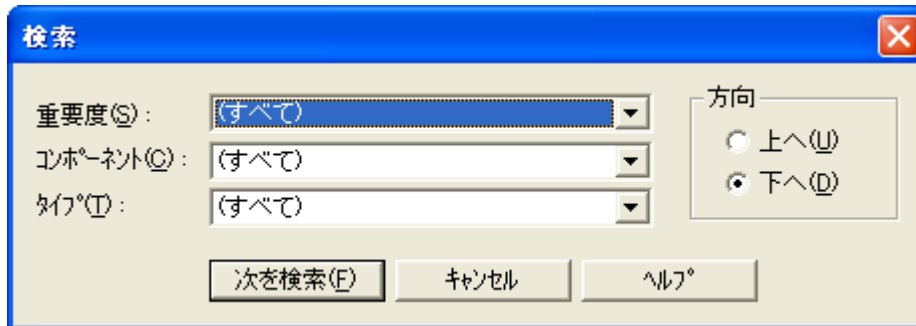 検索
重要度(S):
(すべて)
コンポーネント(C):
(すべて)
タイプ(T):
(すべて)
方向
上へ(U)
下へ(D)
次を検索(F)
キャンセル
ヘルプ